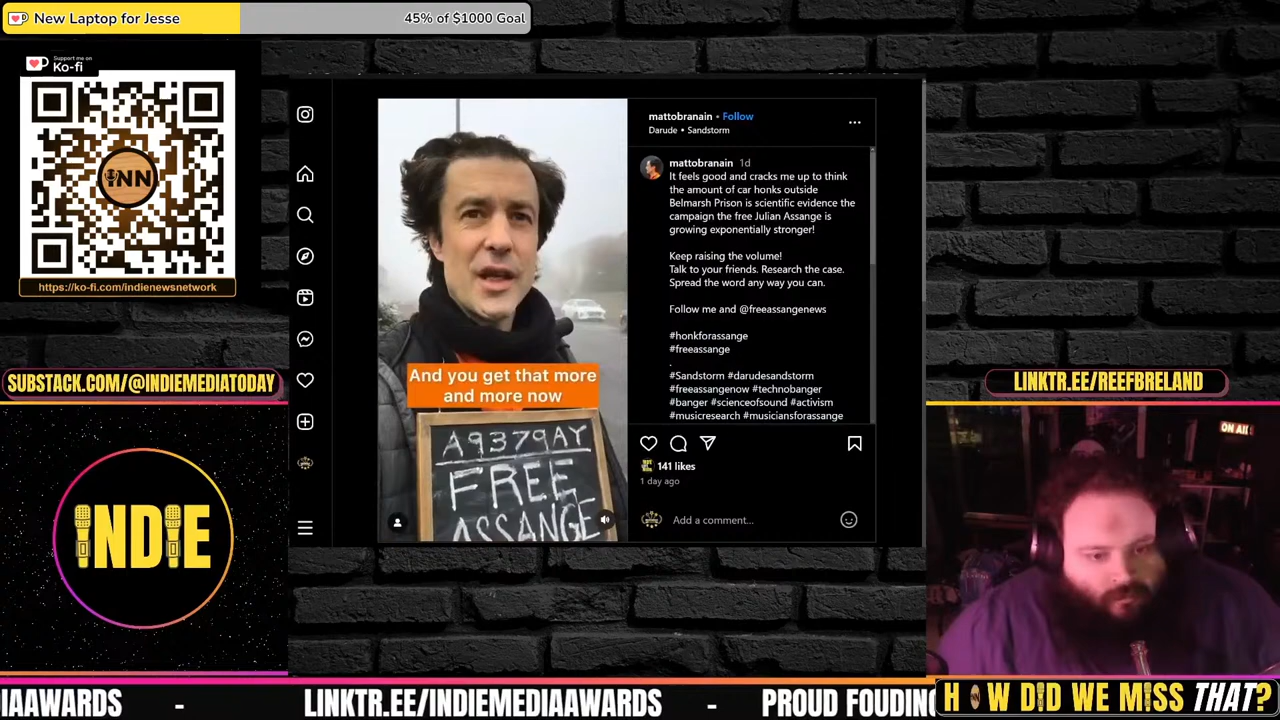 New Laptop for Jesse
45% of $1000 Goal
Support me on
Ko-fi
INN
https://ko-fi.com/indienewsnetwork
SUBSTACK.COM/@INDIEMEDIATODAY
INDIE
mattobranain • Follow
Darude • Sandstorm
mattobranain 1d
It feels good and cracks me up to think
the amount of car honks outside
Belmarsh Prison is scientific evidence the
campaign the free Julian Assange is
growing exponentially stronger!
Keep raising the volume!
Talk to your friends. Research the case.
Spread the word any way you can.
Follow me and @freeassangenews
#honkforassange
#freeassange
.
#Sandstorm #darudesandstorm
#freeassangenow #technobanger
#banger #scienceofsound #activism
#musicresearch #musiciansforassange
141 likes
1 day ago
Add a comment...
And you get that more
and more now
A9379AY
FREE
ASSANGE
LINKTR.EE/REEFBRELAND
ON AIR
IAAWARDS - LINKTR.EE/INDIEMEDIAAWARDS - PROUD FOUDING
HOW DID WE MISS THAT?